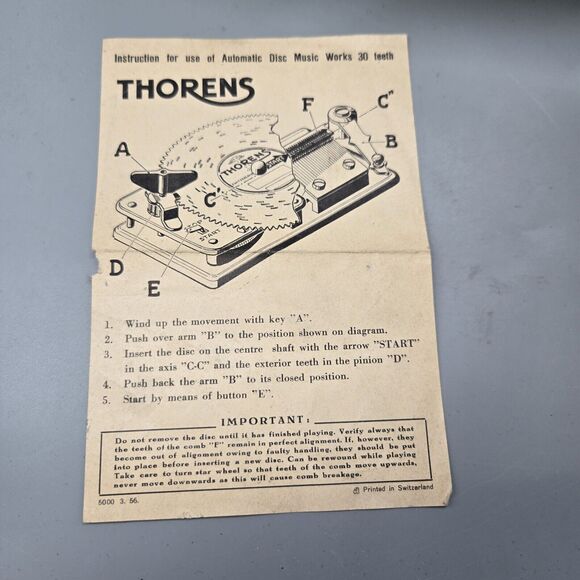 Instruction for use of Automatic Disc Music Works 30 teeth
THORENS
F
C"
B
A
THORENS
START
C'
STOP
START
D
E
1. Wind up the movement with key "A".
2. Push over arm "B" to the position shown on diagram.
3. Insert the disc on the centre shaft with the arrow "START"
in the axis "C-C" and the exterior teeth in the pinion "D".
4. Push back the arm "B" to its closed position.
5. Start by means of button "E".
IMPORTANT:
Do not remove the disc until it has finished playing. Verify always that
the teeth of the comb "F" remain in perfect alignment. If, however, they
become out of alignment owing to faulty handling, they should be put
into place before inserting a new disc. Can be rewound while playing
Take care to turn star wheel so that teeth of the comb move upwards,
never move downwards as this will cause comb breakage.
5000 3. 56.
Printed in Switzerland